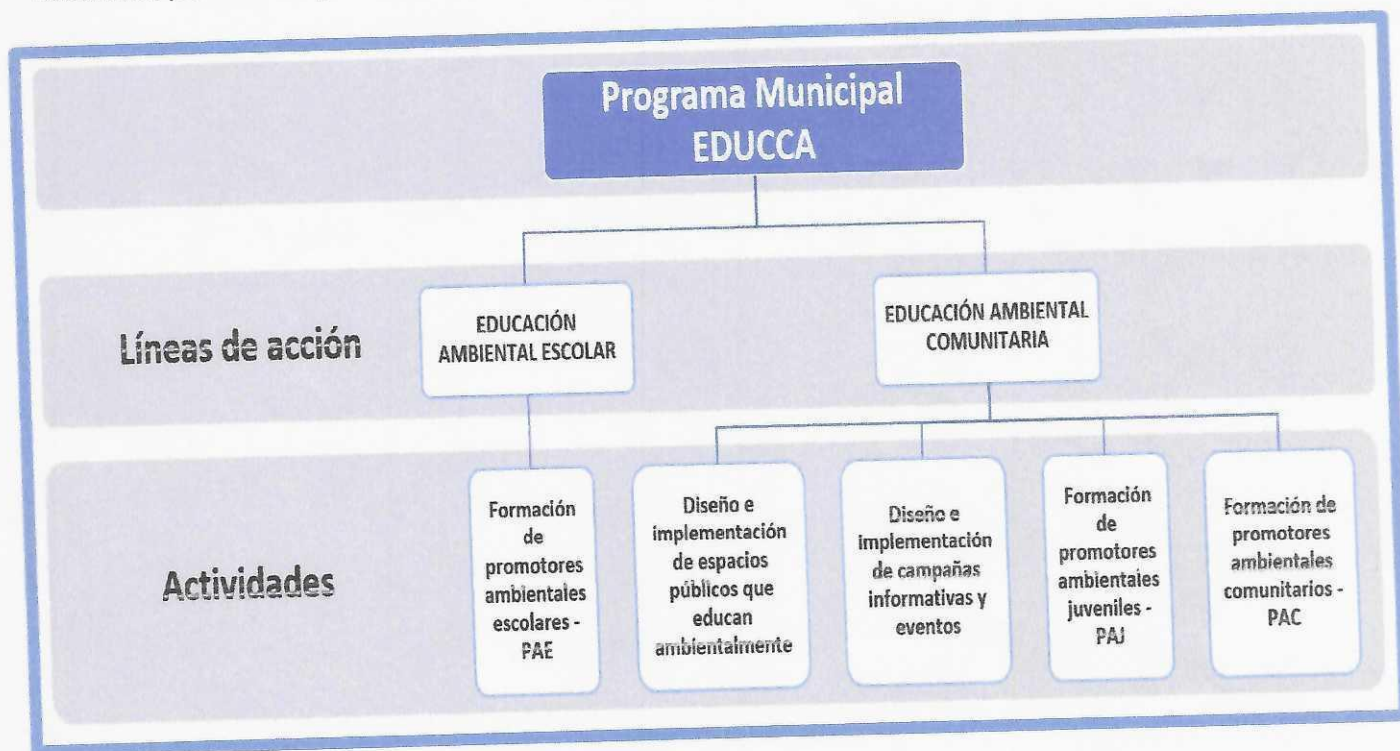 Programa Municipal
EDUCCA
Líneas de acción
EDUCACIÓN
AMBIENTAL ESCOLAR
EDUCACIÓN AMBIENTAL
COMUNITARIA
Actividades
Formación
de
promotores
ambientales
escolares -
PAE
Diseño e
implementación
de espacios
públicos que
educan
ambientalmente
Diseño e
implementación
de campañas
informativas y
eventos
Formación
de
promotores
ambientales
juveniles -
PAJ
Formación de
promotores
ambientales
comunitarios -
PAC